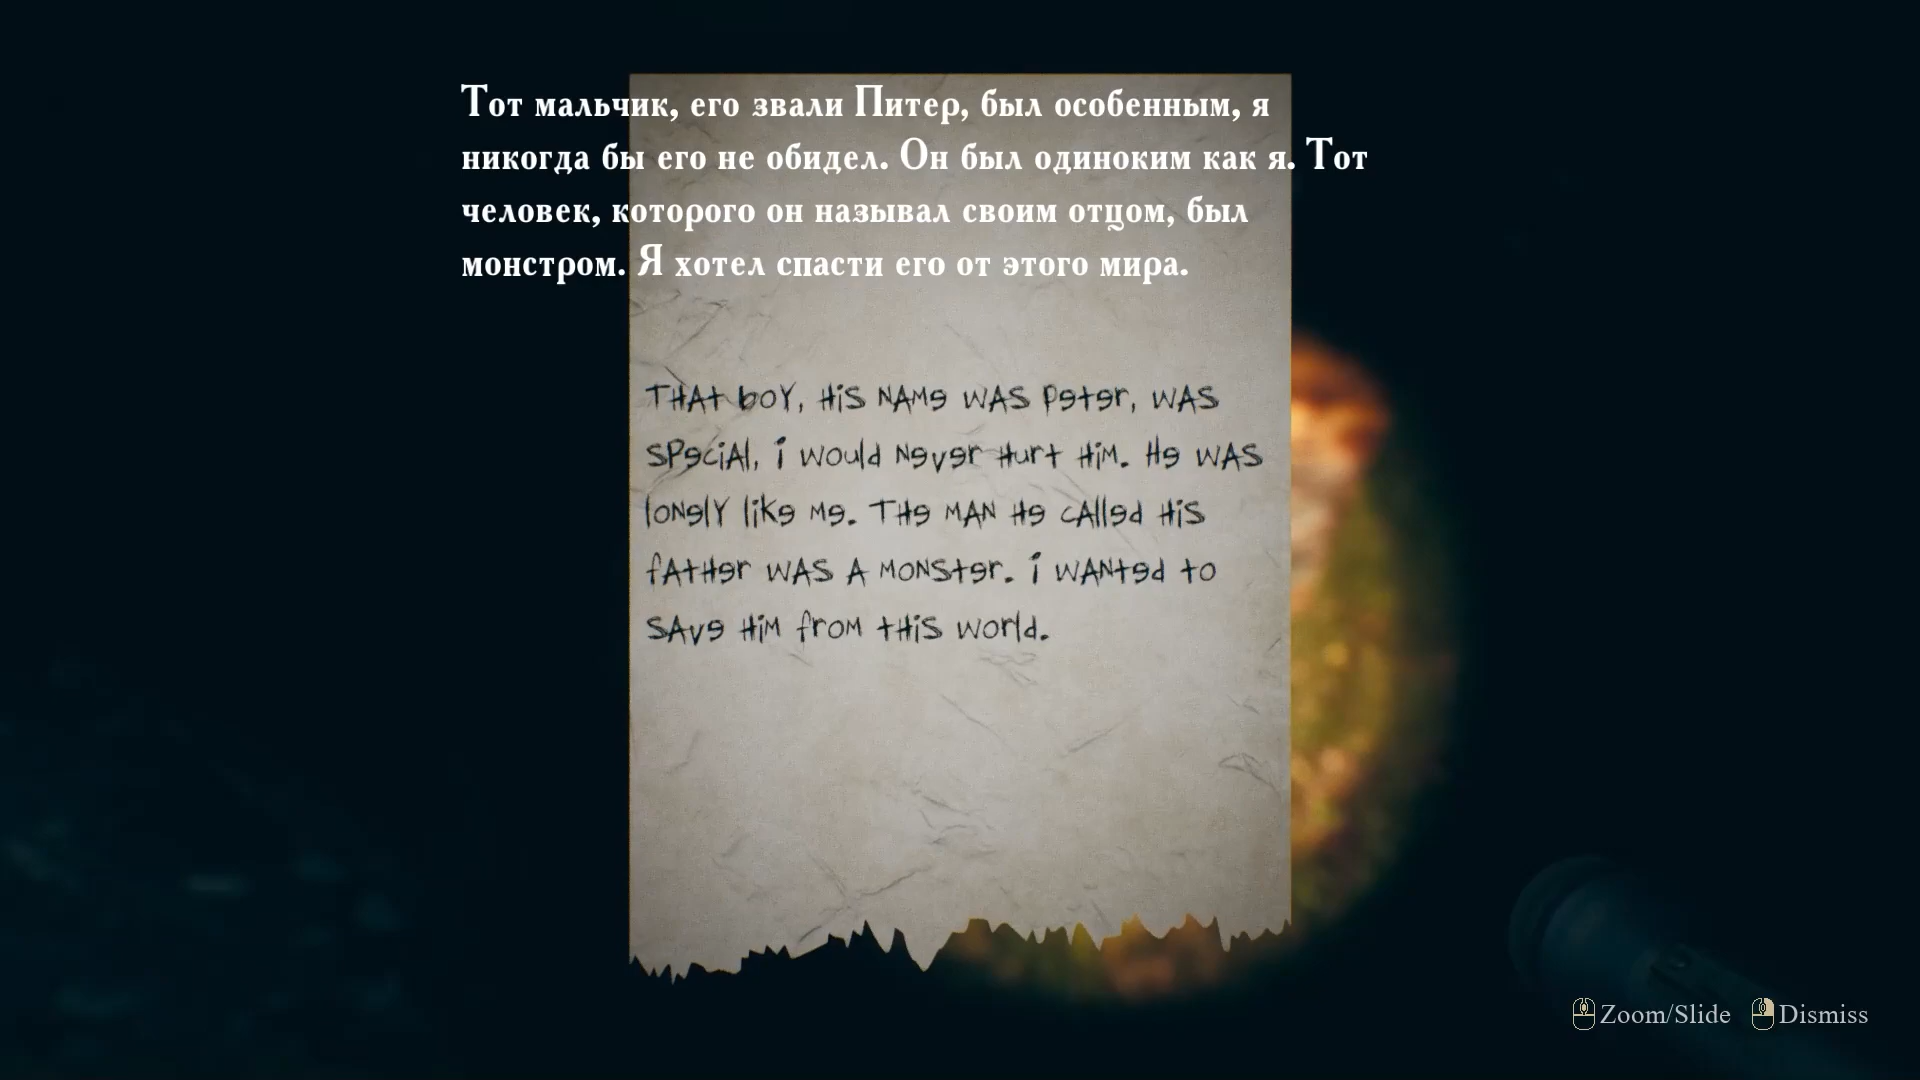 Тот мальчик, его звали Питер, был особенным, я
никогда бы его не обидел. Он был одиноким как я. Тот
человек, которого он называл своим отцом, был
монстром. Я хотел спасти его от этого мира.
THAt boY, HiS NAMe WAS Peter, WAS
SPeciAl, i would Never Hurt HiM. He WAS
loNelY like Me. THe MAN He cAlled HiS
fAtHer WAS A MONSter. i WANted to
SAve HiM froM tHiS world.
Zoom/Slide Dismiss